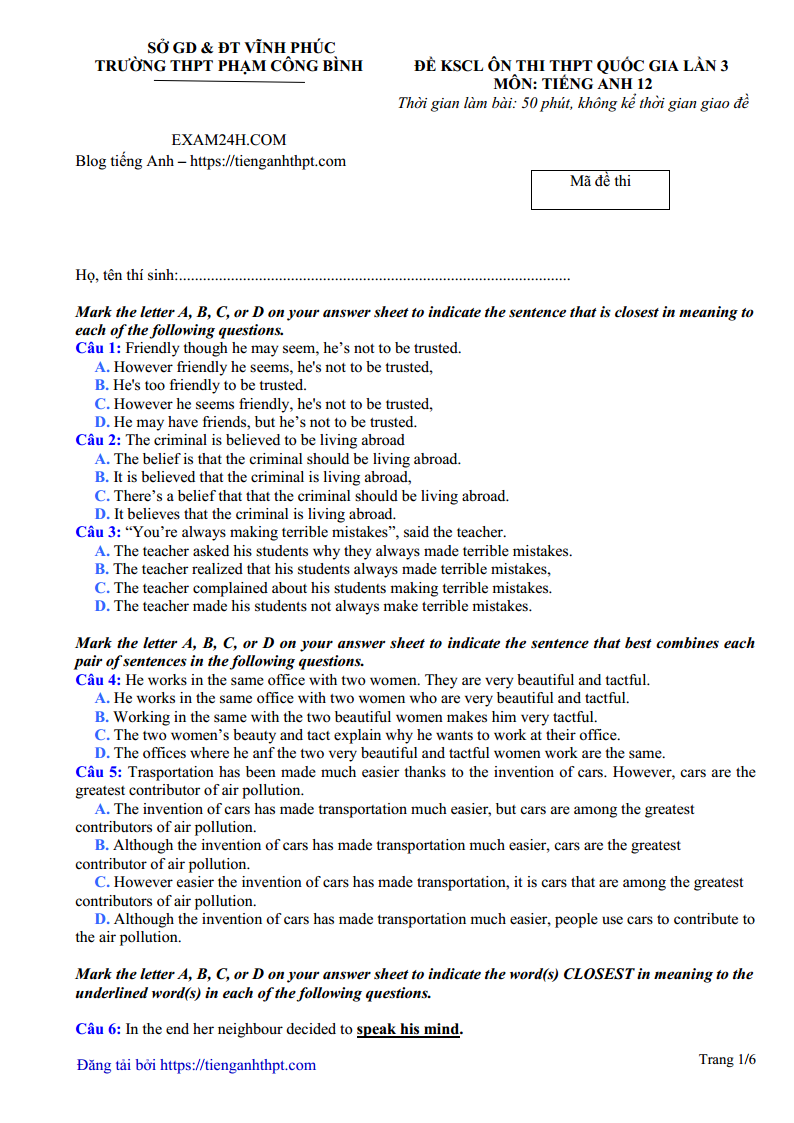 SỞ GD & ĐT VĨNH PHÚC
TRƯỜNG THPT PHẠM CÔNG BÌNH
ĐỀ KSCL ÔN THI THPT QUỐC GIA LẦN 3
MÔN: TIẾNG ANH 12
Thời gian làm bài: 50 phút, không kể thời gian giao đề
EXAM24H.COM
Blog tiếng Anh – https://tienganhthpt.com
Mã đề thi
Họ, tên thí sinh:..................................................................................................
Mark the letter A, B, C, or D on your answer sheet to indicate the sentence that is closest in meaning to
each of the following questions.
Câu 1: Friendly though he may seem, he’s not to be trusted.
A. However friendly he seems, he's not to be trusted,
B. He's too friendly to be trusted.
C. However he seems friendly, he's not to be trusted,
D. He may have friends, but he’s not to be trusted.
Câu 2: The criminal is believed to be living abroad
A. The belief is that the criminal should be living abroad.
B. It is believed that the criminal is living abroad,
C. There’s a belief that that the criminal should be living abroad.
D. It believes that the criminal is living abroad.
Câu 3: “You’re always making terrible mistakes”, said the teacher.
A. The teacher asked his students why they always made terrible mistakes.
B. The teacher realized that his students always made terrible mistakes,
C. The teacher complained about his students making terrible mistakes.
D. The teacher made his students not always make terrible mistakes.
Mark the letter A, B, C, or D on your answer sheet to indicate the sentence that best combines each
pair of sentences in the following questions.
Câu 4: He works in the same office with two women. They are very beautiful and tactful.
A. He works in the same office with two women who are very beautiful and tactful.
B. Working in the same with the two beautiful women makes him very tactful.
C. The two women’s beauty and tact explain why he wants to work at their office.
D. The offices where he anf the two very beautiful and tactful women work are the same.
Câu 5: Trasportation has been made much easier thanks to the invention of cars. However, cars are the
greatest contributor of air pollution.
A. The invention of cars has made transportation much easier, but cars are among the greatest
contributors of air pollution.
B. Although the invention of cars has made transportation much easier, cars are the greatest
contributor of air pollution.
C. However easier the invention of cars has made transportation, it is cars that are among the greatest
contributors of air pollution.
D. Although the invention of cars has made transportation much easier, people use cars to contribute to
the air pollution.
Mark the letter A, B, C, or D on your answer sheet to indicate the word(s) CLOSEST in meaning to the
underlined word(s) in each of the following questions.
Câu 6: In the end her neighbour decided to speak his mind.
Đăng tải bởi https://tienganhthpt.com
Trang 1/6